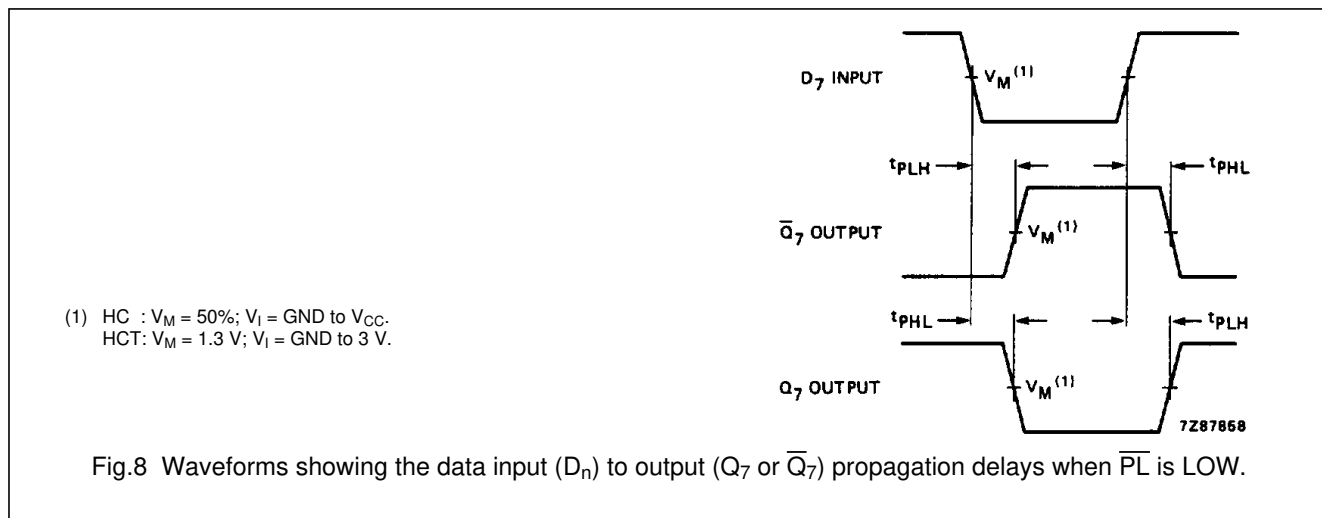 D7 INPUT
VM(1)
tPLH
tPHL
Q̅7 OUTPUT
VM(1)
(1) HC : VM = 50%; VI = GND to VCC.
HCT: VM = 1.3 V; VI = GND to 3 V.
tPHL
tPLH
Q7 OUTPUT
VM(1)
7Z87858
Fig.8 Waveforms showing the data input (Dn) to output (Q7 or Q̅7) propagation delays when P̅L̅ is LOW.